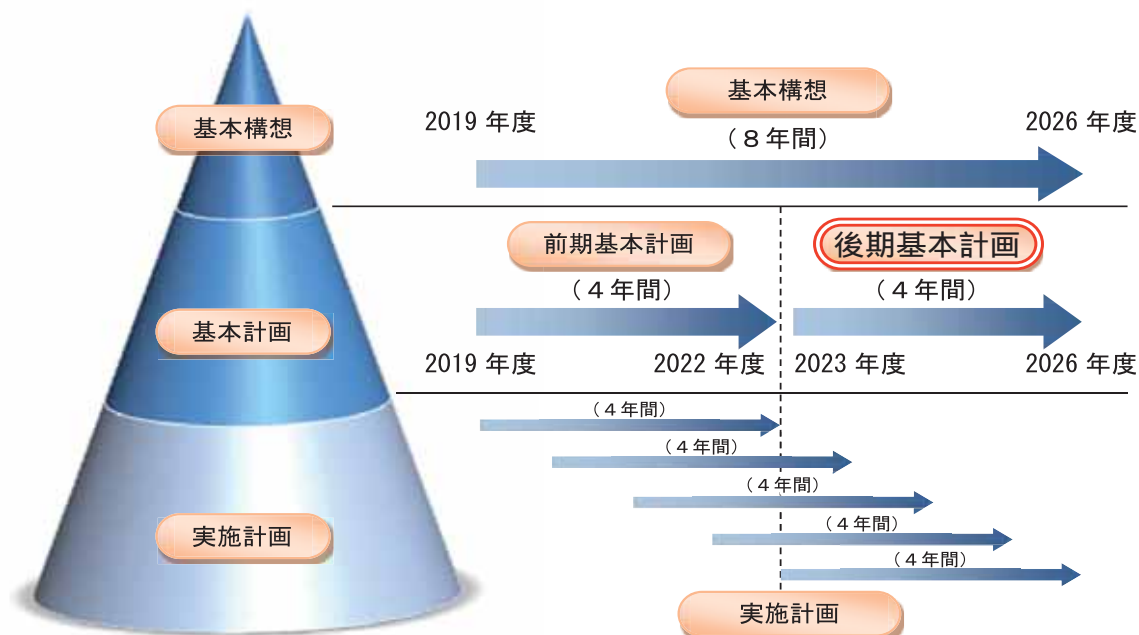 基本構想
基本計画
実施計画
基本構想
2019 年度
(8年間)
2026 年度
前期基本計画
(4年間)
2019 年度
2022 年度
後期基本計画
(4年間)
2023 年度
2026 年度
(4年間)
(4年間)
(4年間)
(4年間)
(4年間)
実施計画